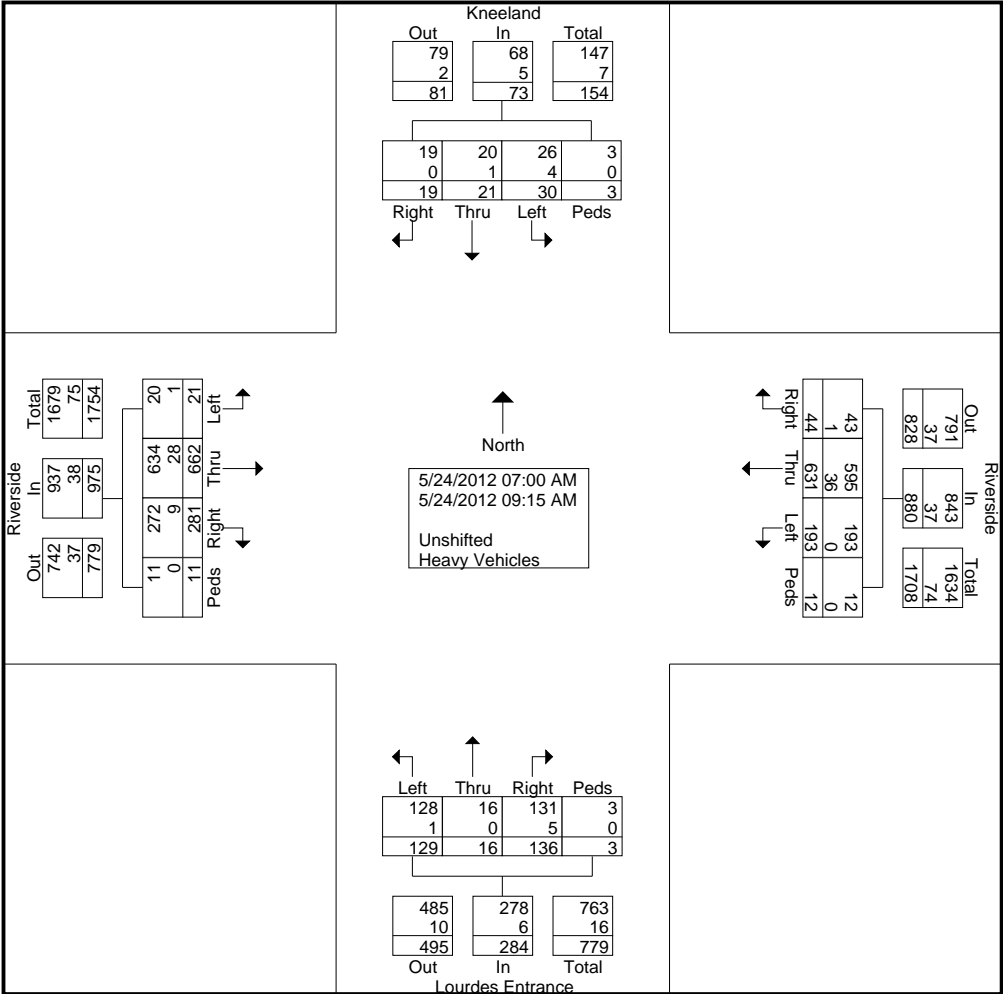 Kneeland
Out In Total
79 68 147
2 5 7
81 73 154
19 20 26 3
0 1 4 0
19 21 30 3
Right Thru Left Peds
Riverside
Total In Out
1679 937 742
75 38 37
1754 975 779
20 634 272 11
1 28 9 0
21 662 281 11
Left Thru Right Peds
North
5/24/2012 07:00 AM
5/24/2012 09:15 AM
Unshifted
Heavy Vehicles
Right Thru Left Peds
44 631 193 12
1 36 0 0
43 595 193 12
Riverside
Out In Total
791 843 1634
37 37 74
828 880 1708
Left Thru Right Peds
128 16 131 3
1 0 5 0
129 16 136 3
485 278 763
10 6 16
495 284 779
Out In Total
Lourdes Entrance